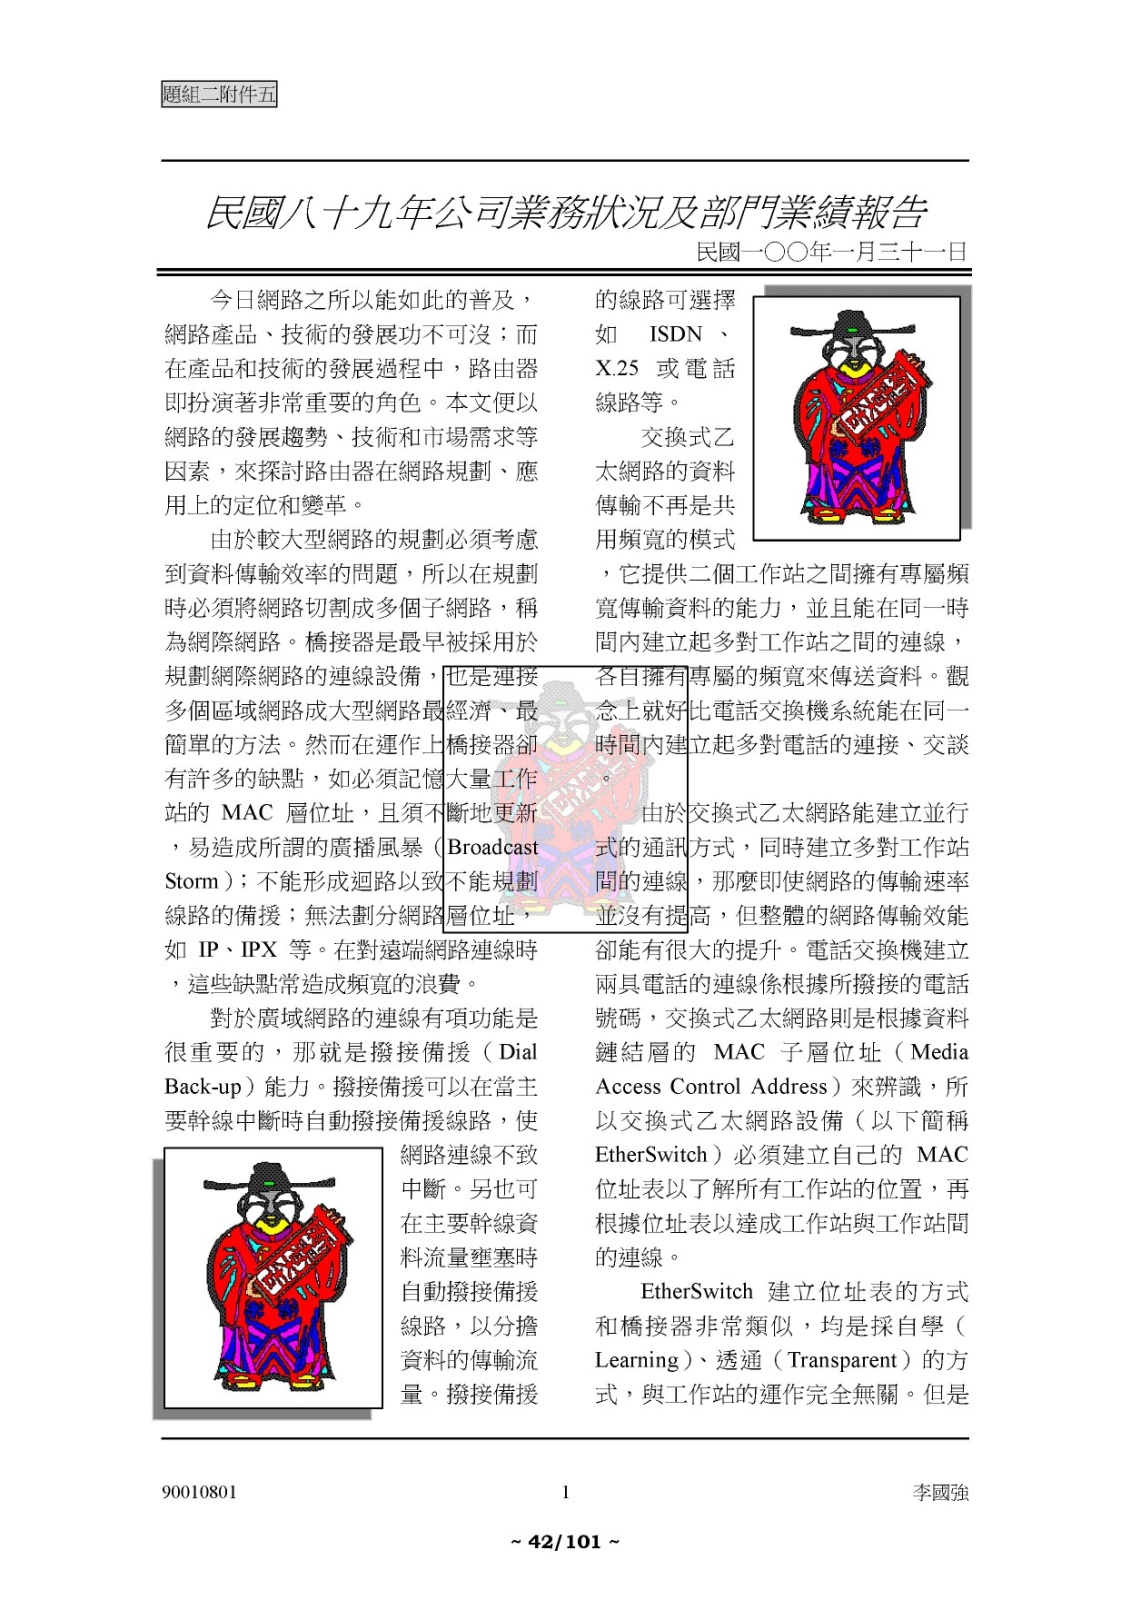 題組二附件五
民國八十九年公司業務狀況及部門業績報告
民國一○○年一月三十一日
今日網路之所以能如此的普及，
網路產品、技術的發展功不可沒；而
在產品和技術的發展過程中，路由器
即扮演著非常重要的角色。本文便以
網路的發展趨勢、技術和市場需求等
因素，來探討路由器在網路規劃、應
用上的定位和變革。
由於較大型網路的規劃必須考慮
到資料傳輸效率的問題，所以在規劃
時必須將網路切割成多個子網路，稱
為網際網路。橋接器是最早被採用於
規劃網際網路的連線設備，也是連接
多個區域網路成大型網路最經濟、最
簡單的方法。然而在運作上橋接器卻
有許多的缺點，如必須記憶大量工作
站的 MAC 層位址，且須不斷地更新
，易造成所謂的廣播風暴（Broadcast
Storm）；不能形成迴路以致不能規劃
線路的備援；無法劃分網路層位址，
如 IP、IPX 等。在對遠端網路連線時
，這些缺點常造成頻寬的浪費。
對於廣域網路的連線有項功能是
很重要的，那就是撥接備援（Dial
Back-up）能力。撥接備援可以在當主
要幹線中斷時自動撥接備援線路，使
網路連線不致
中斷。另也可
在主要幹線資
料流量壅塞時
自動撥接備援
線路，以分擔
資料的傳輸流
量。撥接備援
的線路可選擇
如 ISDN 、
X.25 或電話
線路等。
交換式乙
太網路的資料
傳輸不再是共
用頻寬的模式
，它提供二個工作站之間擁有專屬頻
寬傳輸資料的能力，並且能在同一時
間內建立起多對工作站之間的連線，
各自擁有專屬的頻寬來傳送資料。觀
念上就好比電話交換機系統能在同一
時間內建立起多對電話的連接、交談
。
由於交換式乙太網路能建立並行
式的通訊方式，同時建立多對工作站
間的連線，那麼即使網路的傳輸速率
並沒有提高，但整體的網路傳輸效能
卻能有很大的提升。電話交換機建立
兩具電話的連線係根據所撥接的電話
號碼，交換式乙太網路則是根據資料
鏈結層的 MAC 子層位址（Media
Access Control Address）來辨識，所
以交換式乙太網路設備（以下簡稱
EtherSwitch）必須建立自己的 MAC
位址表以了解所有工作站的位置，再
根據位址表以達成工作站與工作站間
的連線。
EtherSwitch 建立位址表的方式
和橋接器非常類似，均是採自學（
Learning）、透通（Transparent）的方
式，與工作站的運作完全無關。但是
90010801
1
李國強
~ 42/101 ~